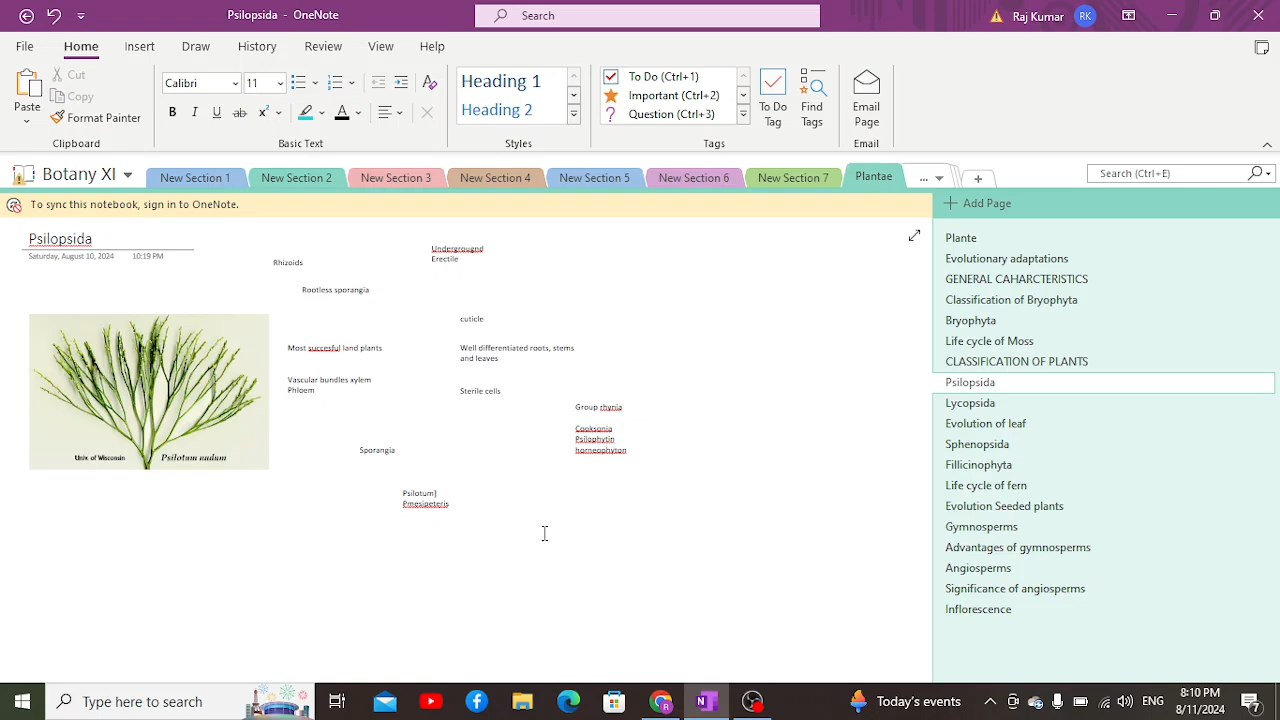 Search
Raj Kumar
RK
File
Home
Insert
Draw
History
Review
View
Help
Paste
Cut
Copy
Format Painter
Clipboard
Calibri
11
Basic Text
Heading 1
Heading 2
Styles
To Do (Ctrl+1)
Important (Ctrl+2)
Question (Ctrl+3)
To Do
Tag
Find
Tags
Tags
Email
Page
Email
Botany XI
New Section 1
New Section 2
New Section 3
New Section 4
New Section 5
New Section 6
New Section 7
Plantae
...
Search (Ctrl+E)
To sync this notebook, sign in to OneNote.
Add Page
Psilopsida
Saturday, August 10, 2024 10:19 PM
Undergrougnd
Erectile
Rhizoids
Rootless sporangia
cuticle
Most succesful land plants
Well differentiated roots, stems
and leaves
Vascular bundles xylem
Phloem
Sterile cells
Group rhynia
Cooksonia
Psilophytin
horneophyton
Sporangia
Psilotum]
Pmesipeteris
Univ. of Wisconsin
Psilotum nudum
Plante
Evolutionary adaptations
GENERAL CAHARCTERISTICS
Classification of Bryophyta
Bryophyta
Life cycle of Moss
CLASSIFICATION OF PLANTS
Psilopsida
Lycopsida
Evolution of leaf
Sphenopsida
Fillicinophyta
Life cycle of fern
Evolution Seeded plants
Gymnosperms
Advantages of gymnosperms
Angiosperms
Significance of angiosperms
Inflorescence
Type here to search
Today's events
ENG
8:10 PM
8/11/2024